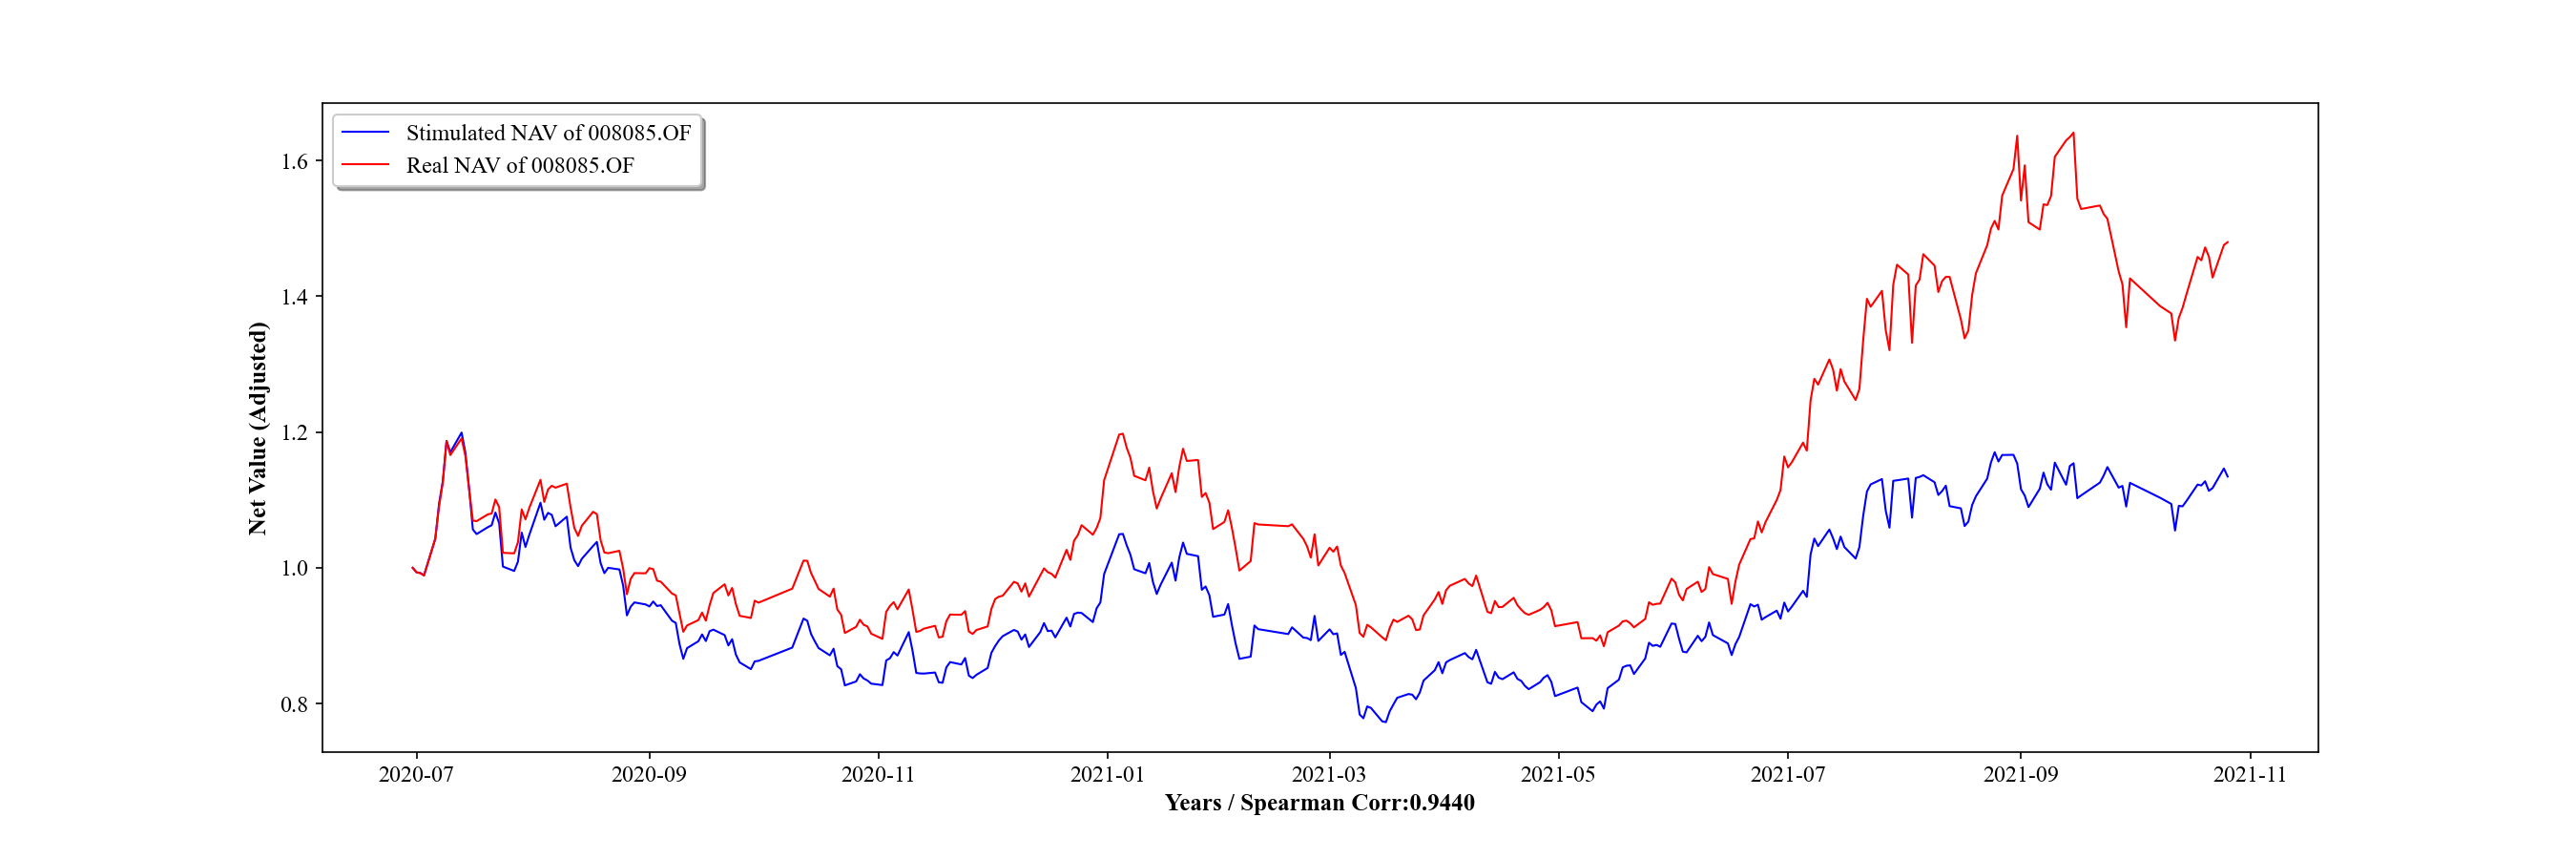 Stimulated NAV of 008085.OF
Real NAV of 008085.OF
Net Value (Adjusted)
1.6
1.4
1.2
1.0
0.8
2020-07 2020-09 2020-11 2021-01 2021-03 2021-05 2021-07 2021-09 2021-11
Years / Spearman Corr:0.9440